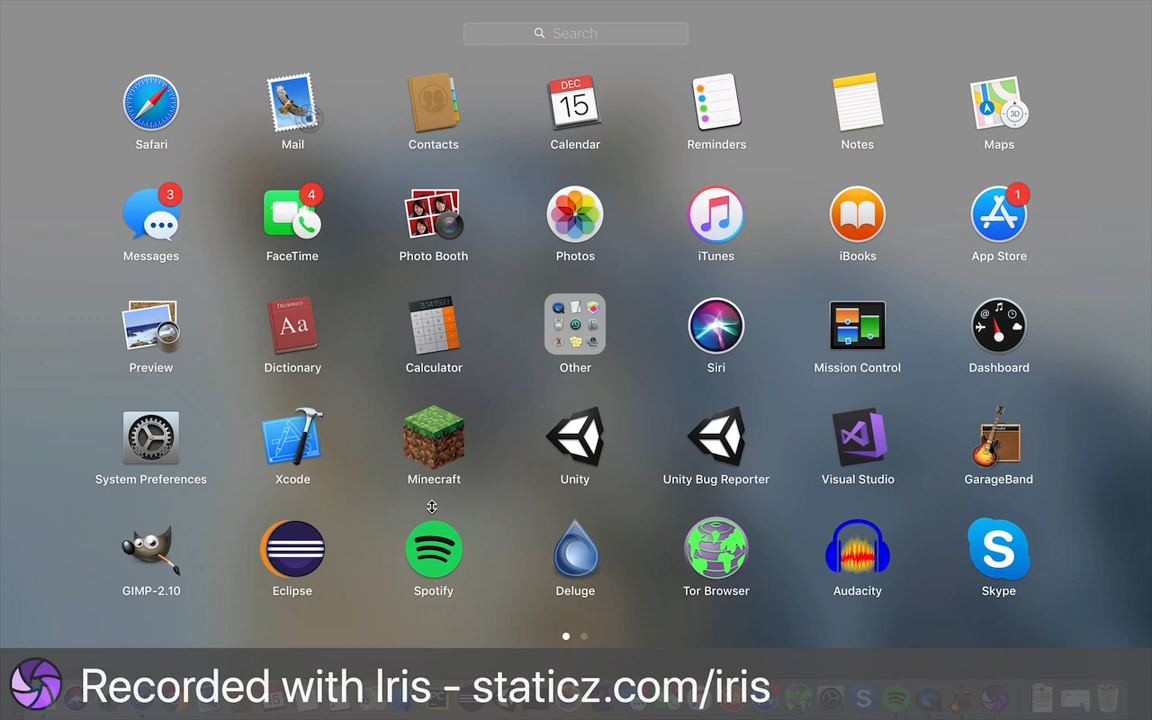 Search
Safari
Mail
Contacts
DEC
15
Calendar
Reminders
Notes
3D
Maps
3
Messages
4
FaceTime
Photo Booth
Photos
iTunes
iBooks
1
App Store
Preview
Dictionary
Aa
Dictionary
Calculator
Other
Siri
Mission Control
@
Dashboard
System Preferences
Xcode
Minecraft
Unity
Unity Bug Reporter
Visual Studio
GarageBand
GIMP-2.10
Eclipse
Spotify
Deluge
Tor Browser
Audacity
S
Skype
Recorded with Iris - staticz.com/iris